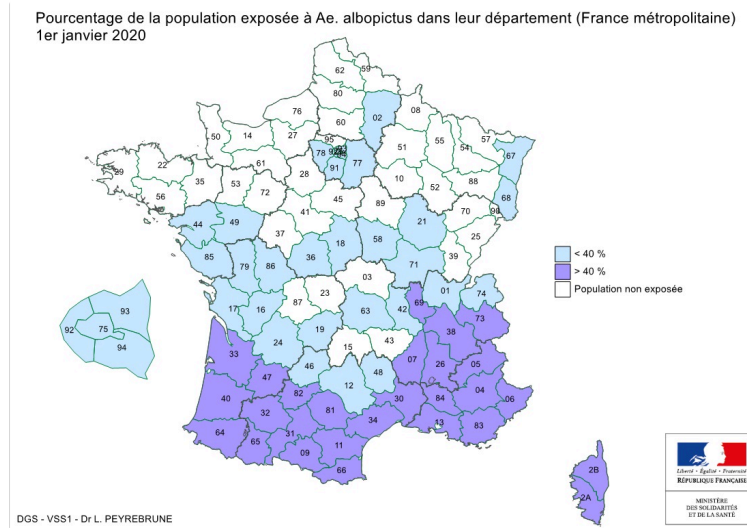 Pourcentage de la population exposée à Ae. albopictus dans leur département (France métropolitaine)
1er janvier 2020
62 59
80
76 02 08
60
50 14 27 95 51 55 54 57 67
78 77
22 61 91
29 35 53 28 10 52 88 68
56 72 45 89 70 90
41 21
44 49 37 18 58 25
36 39
85 79 86 71
03
01 74
23 69
87 63 42 73
17 16
19 38
24 15 43
33 07 26 05
46 48
47 12
82 30 84 04 06
40 32 81
34 13 83
64 31
65 11
09
66
2B
2A
93
92 75
94
< 40 %
> 40 %
Population non exposée
Liberté • Égalité • Fraternité
RÉPUBLIQUE FRANÇAISE
MINISTÈRE
DES SOLIDARITÉS
ET DE LA SANTÉ
DGS - VSS1 - Dr L. PEYREBRUNE